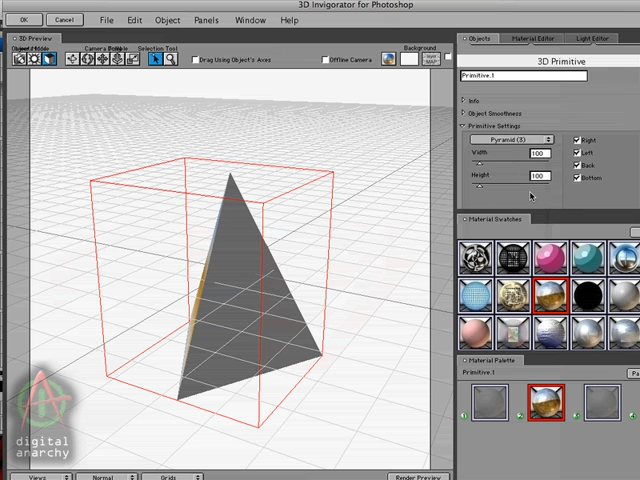 3D Invigorator for Photoshop
OK Cancel File Edit Object Panels Window Help
3D Preview
Objects Material Editor Light Editor
Selection Tool
Background
Drag Using Object's Axes
Offline Camera
3D Primitive
Primitive.1
Info
Object Smoothness
Primitive Settings
Pyramid (3)
Width 100
Height 100
Right
Left
Back
Bottom
Material Swatches
Material Palette
Primitive.1
Pa
digital
anarchy
Views Normal Grids Render Preview